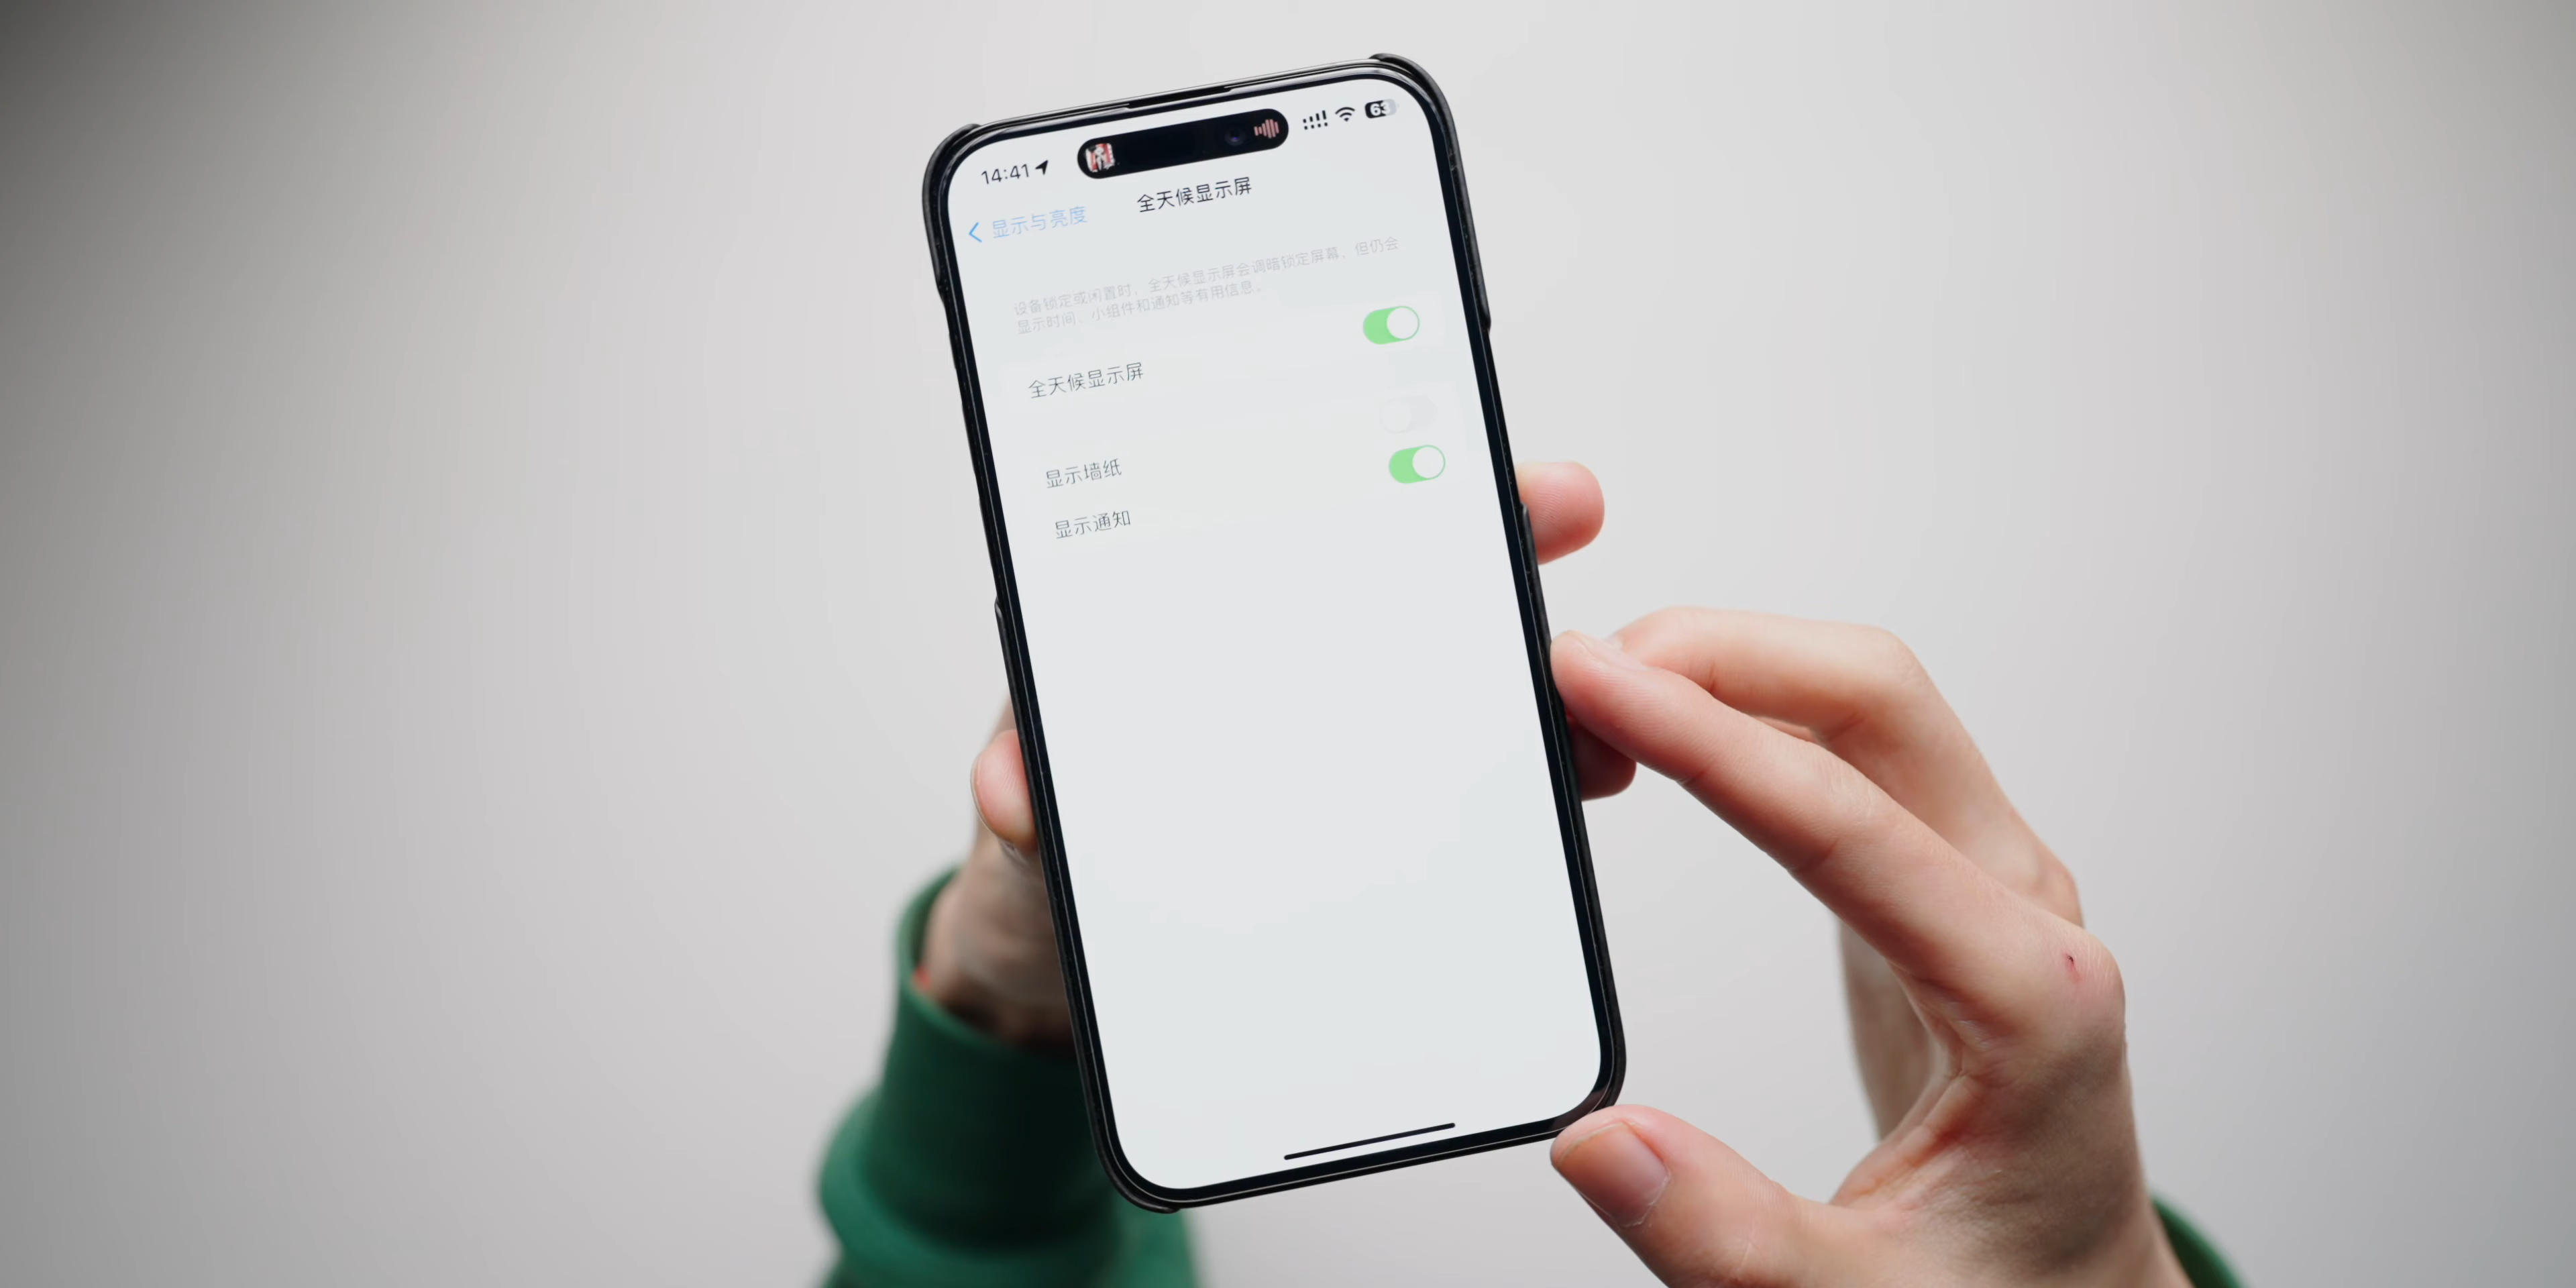 14:41
63
显示与亮度
全天候显示屏
设备锁定或闲置时，全天候显示屏会调暗锁定屏幕，但仍会
显示时间、小组件和通知等有用信息。
全天候显示屏
显示墙纸
显示通知